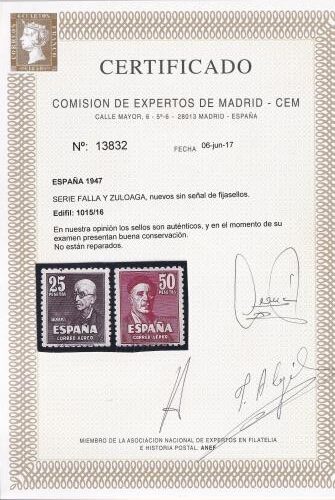 CERTIFICADO
COMISION DE EXPERTOS DE MADRID - CEM
CALLE MAYOR, 6 - 5º-6 - 28013 MADRID - ESPAÑA
Nº: 13832
FECHA 06-jun-17
ESPAÑA 1947
SERIE FALLA Y ZULOAGA, nuevos sin señal de fijasellos.
Edifil: 1015/16
En nuestra opinión los sellos son auténticos, y en el momento de su
examen presentan buena conservación.
No están reparados.
25
PESETAS
ESPAÑA
CORREO AÉREO
50
PESETAS
ESPAÑA
CORREO AÉREO
MIEMBRO DE LA ASOCIACION NACIONAL DE EXPERTOS EN FILATELIA
E HISTORIA POSTAL. ANEF